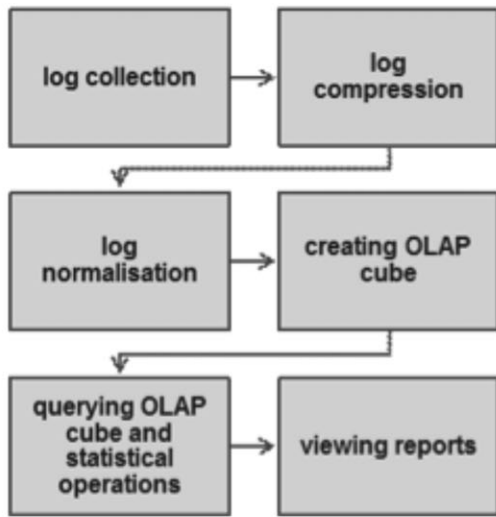 log collection
log
compression
log
normalisation
creating OLAP
cube
querying OLAP
cube and
statistical
operations
viewing reports